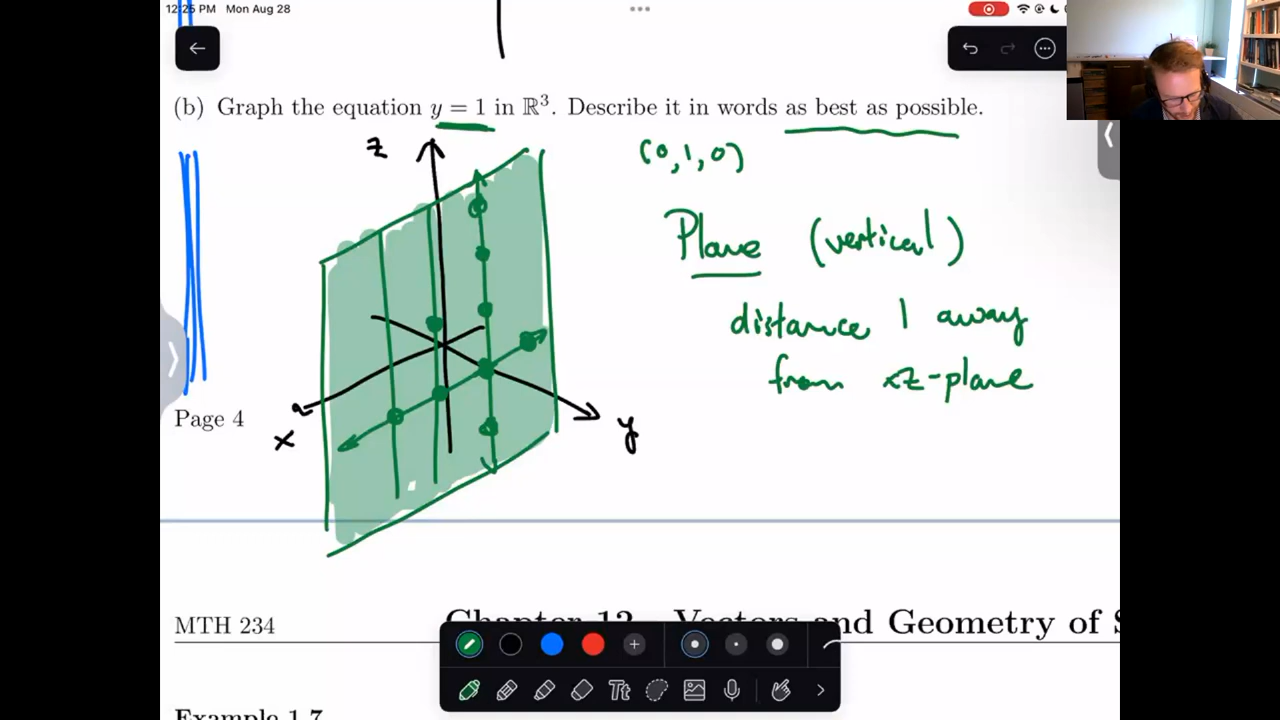 12:25 PM Mon Aug 28
(b) Graph the equation y = 1 in ℝ³. Describe it in words as best as possible.
z
(0,1,0)
Plane (vertical)
distance 1 away
from xz-plane
Page 4
x
y
MTH 234
Chapter 12 Vectors and Geometry of S
Tt
Example 1.7